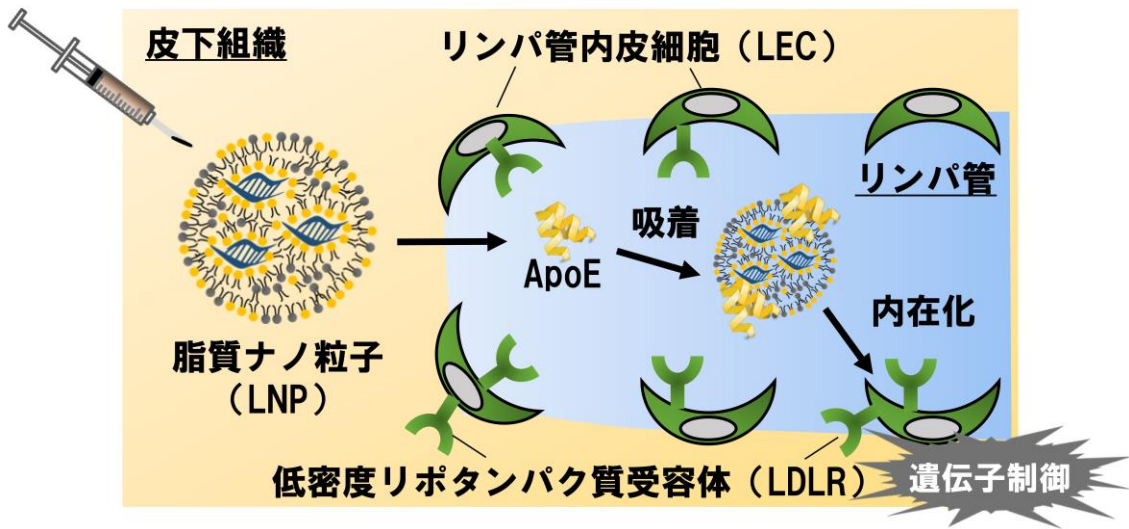 皮下組織
リンパ管内皮細胞（LEC）
リンパ管
吸着
ApoE
内在化
脂質ナノ粒子
（LNP）
低密度リポタンパク質受容体（LDLR）
遺伝子制御